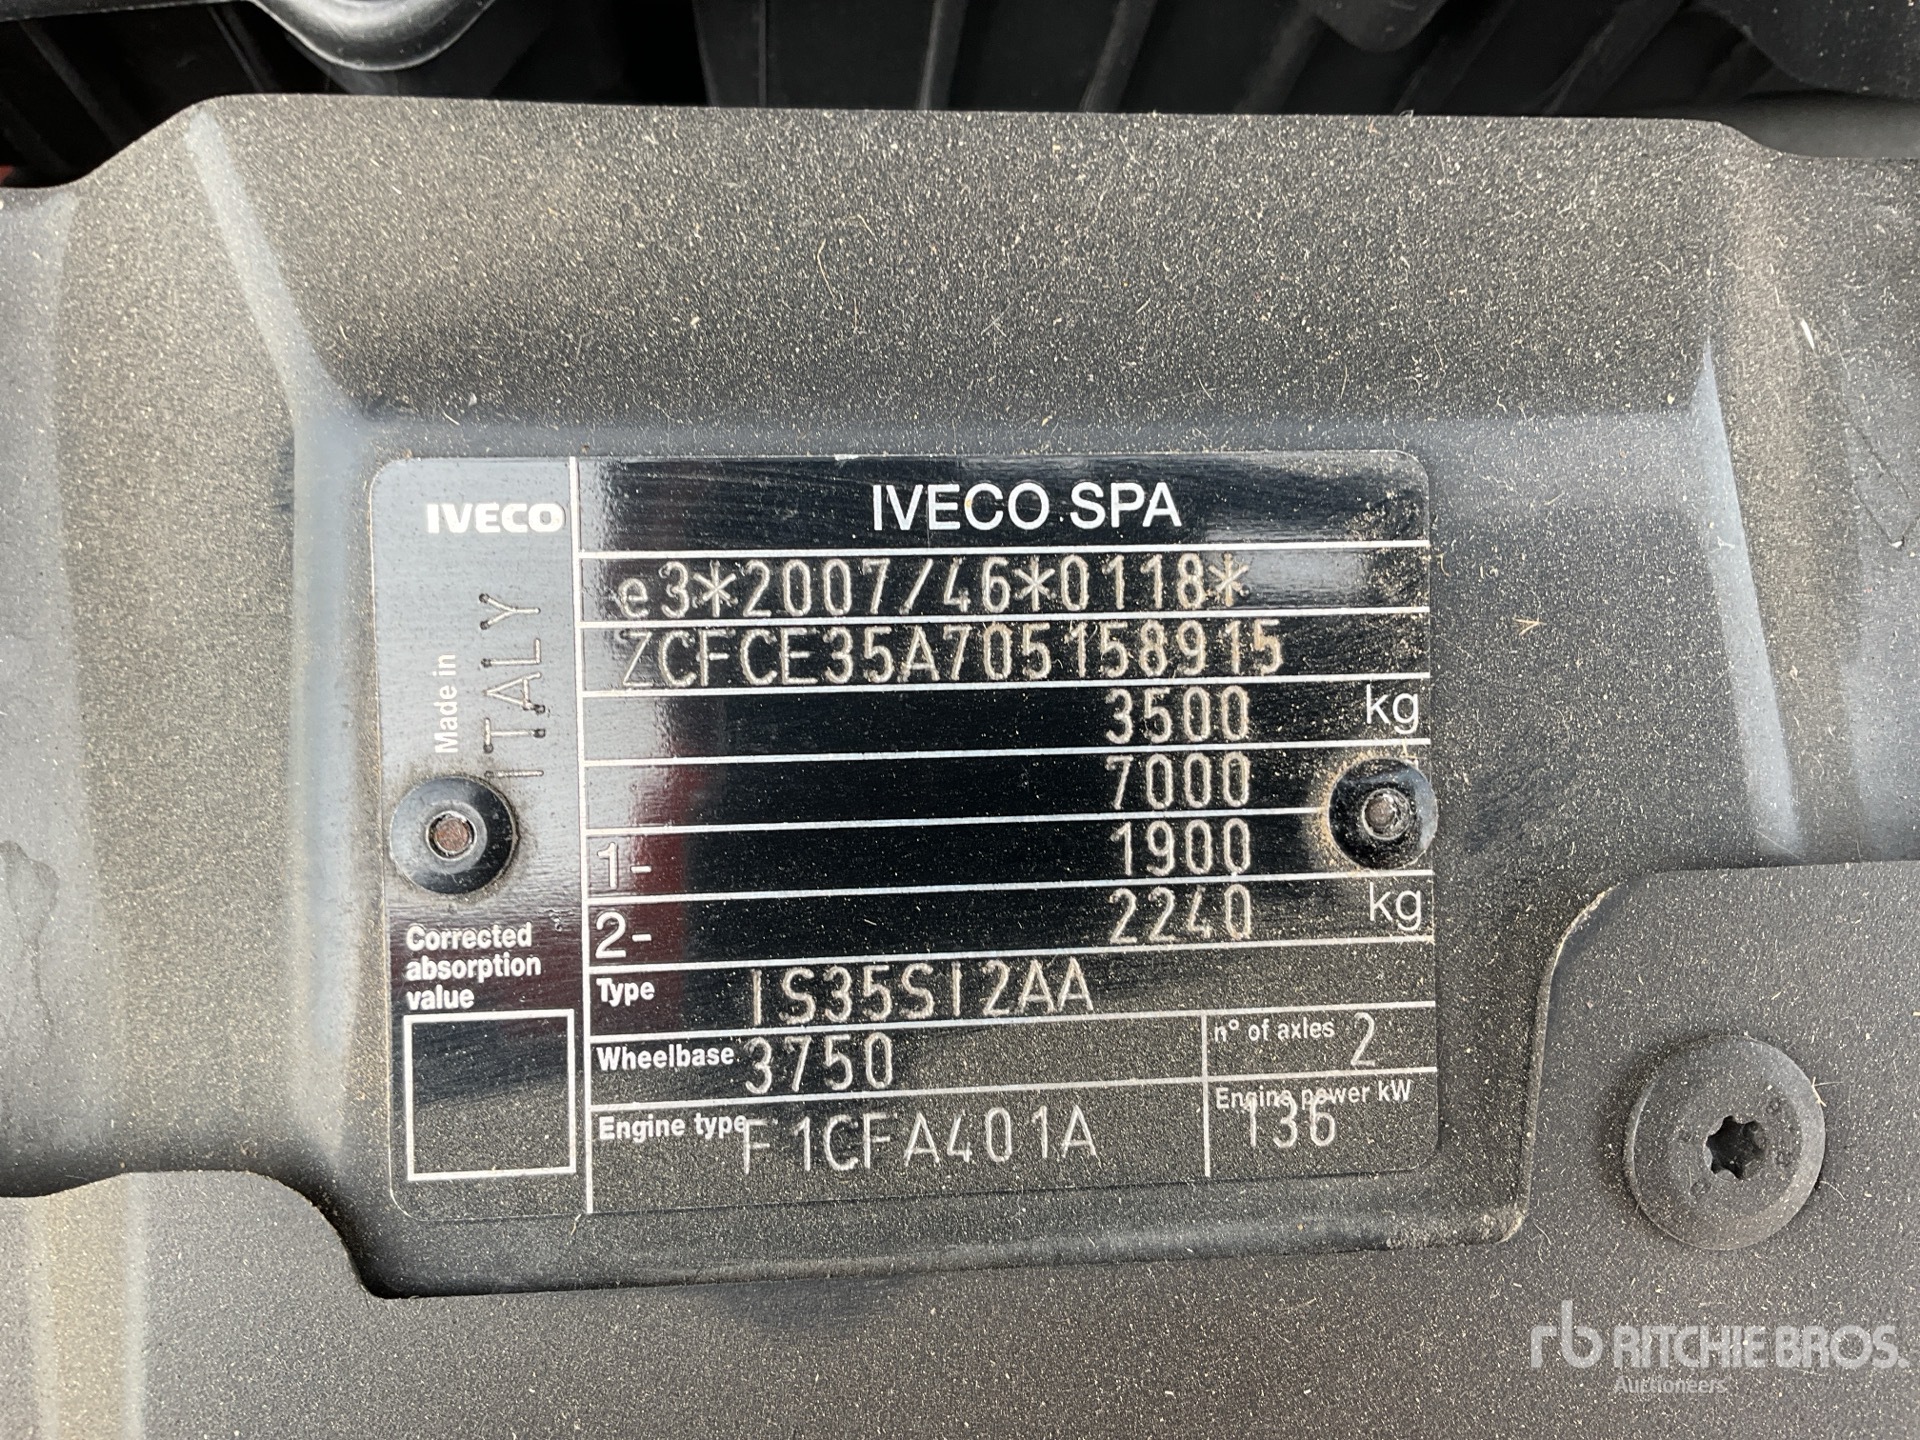 IVECO
IVECO SPA
e3*2007/46*0118*
ZCFCE35A705158915
3500 kg
7000
1- 1900
2- 2240 kg
Made in ITALY
Corrected
absorption
value
Type IS35SI2AA
Wheelbase 3750
n° of axles 2
Engine type F1CFA401A
Engine power kW
136
rb RITCHIE BROS.
Auctioneers